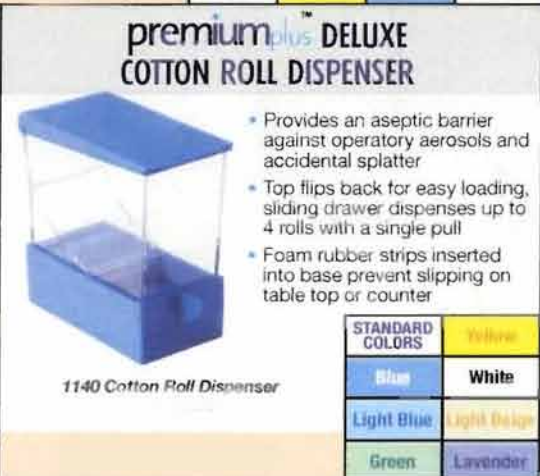 premiumplus™ DELUXE
COTTON ROLL DISPENSER
• Provides an aseptic barrier
against operatory aerosols and
accidental splatter
• Top flips back for easy loading,
sliding drawer dispenses up to
4 rolls with a single pull
• Foam rubber strips inserted
into base prevent slipping on
table top or counter
1140 Cotton Roll Dispenser
STANDARD
COLORS
Yellow
Blue
White
Light Blue
Light Beige
Green
Lavender